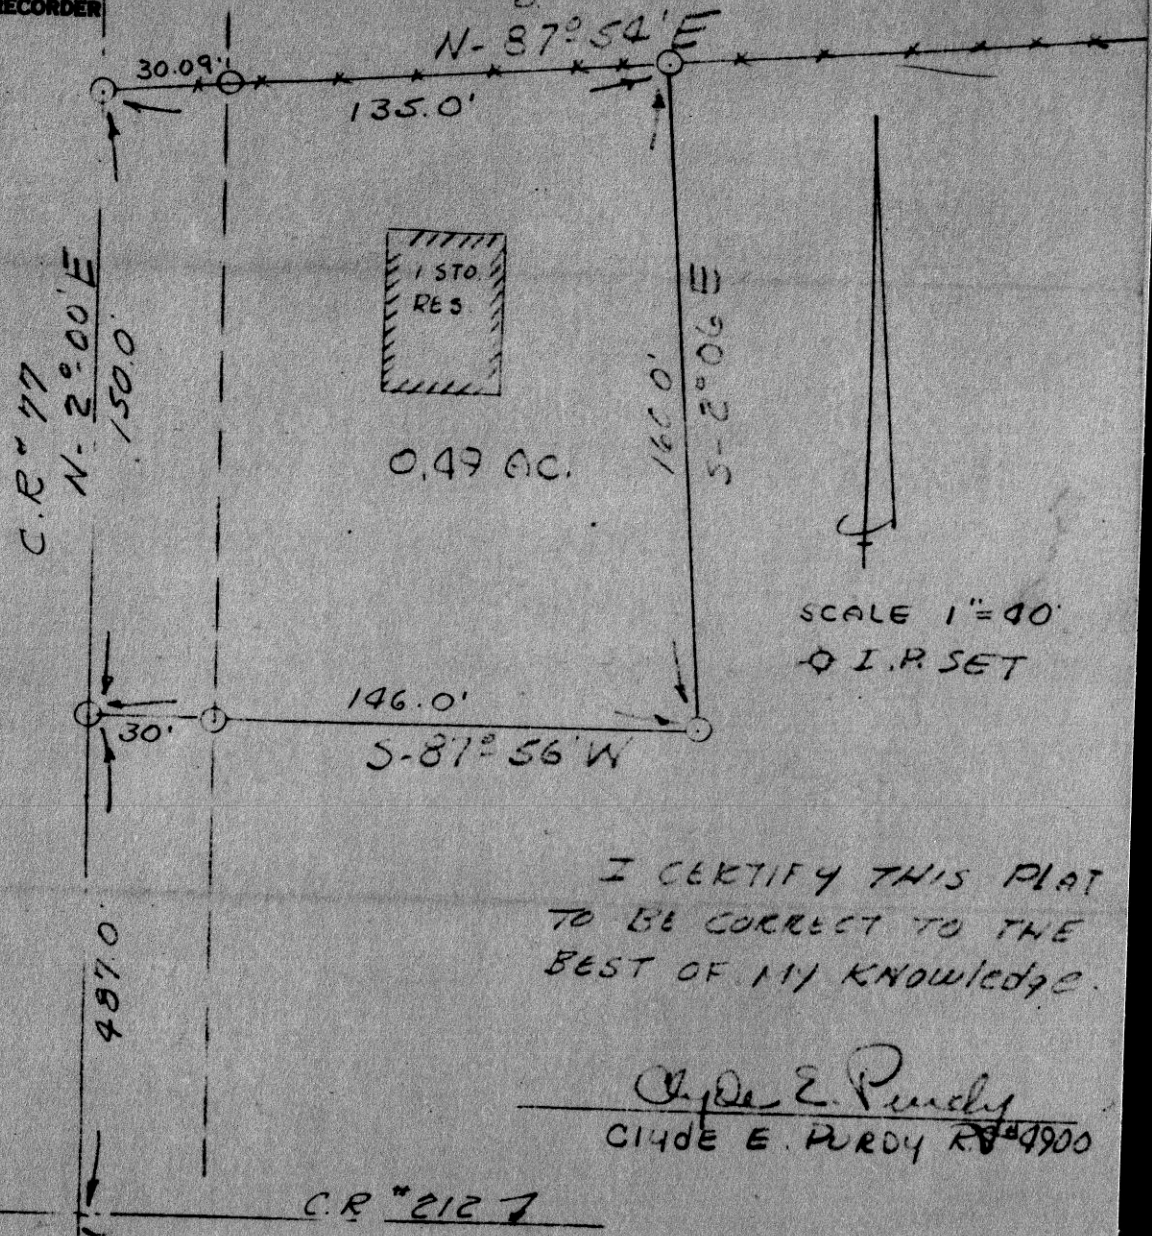 RECORDER
N-87°54'E
30.09'
135.0'
1 STO.
RES
C.R # 77
N-2°00'E
150.0'
160.0'
S-2°06 E
0.49 AC.
SCALE 1"=40'
I.P. SET
146.0'
30'
S-87°56'W
487.0'
I CERTIFY THIS PLAT
TO BE CORRECT TO THE
BEST OF MY KNOWledge.
Clyde E. Purdy
ClydE E. PURDY R.S#4900
C.R #212